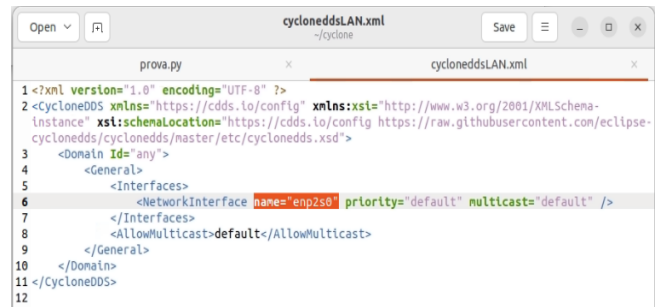 Open
cycloneddsLAN.xml
~/cyclone
Save
prova.py
cycloneddsLAN.xml
1 <?xml version="1.0" encoding="UTF-8" ?>
2 <CycloneDDS xmlns="https://cdds.io/config" xmlns:xsi="http://www.w3.org/2001/XMLSchema-
instance" xsi:schemaLocation="https://cdds.io/config https://raw.githubusercontent.com/eclipse-
cyclonedds/cyclonedds/master/etc/cyclonedds.xsd">
3 <Domain Id="any">
4 <General>
5 <Interfaces>
6 <NetworkInterface name="enp2s0" priority="default" multicast="default" />
7 </Interfaces>
8 <AllowMulticast>default</AllowMulticast>
9 </General>
10 </Domain>
11 </CycloneDDS>
12